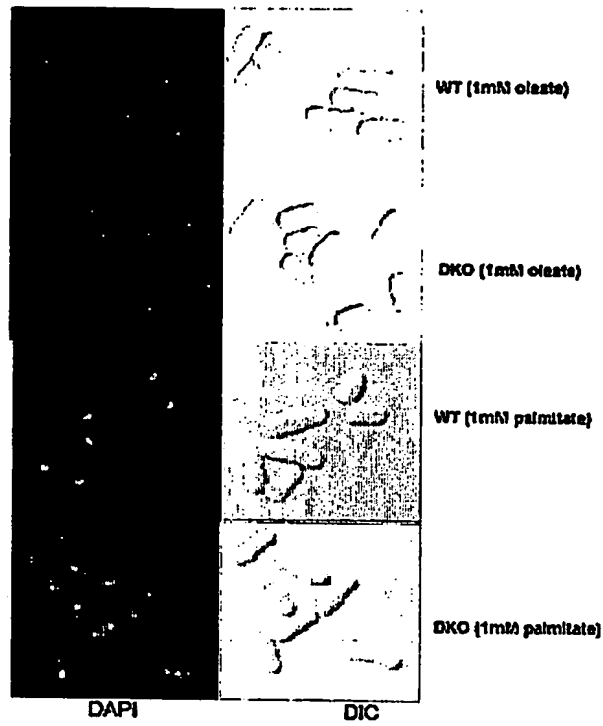 WT (1mM oleate)
DKO (1mM oleate)
WT (1mM palmitate)
DKO (1mM palmitate)
DAPI DIC